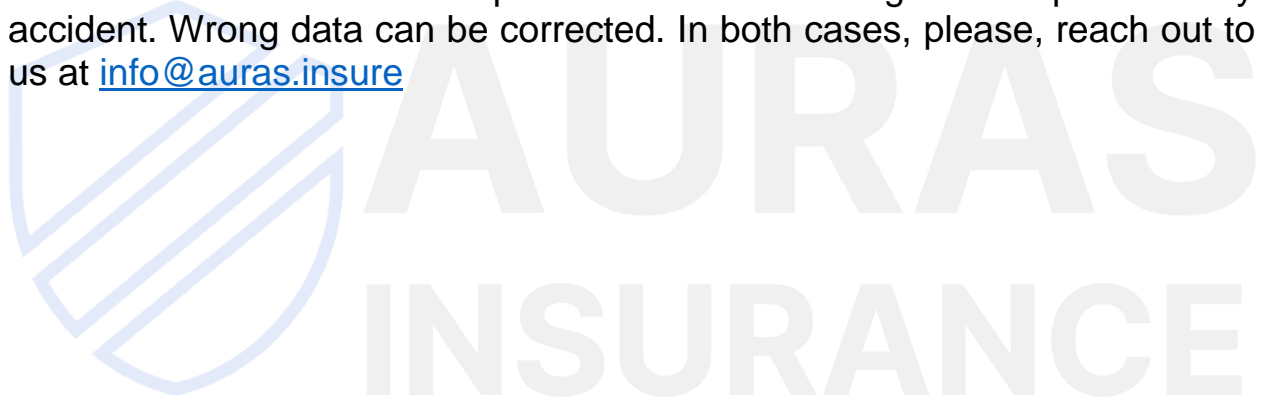 accident. Wrong data can be corrected. In both cases, please, reach out to
us at info@auras.insure
AURAS
INSURANCE